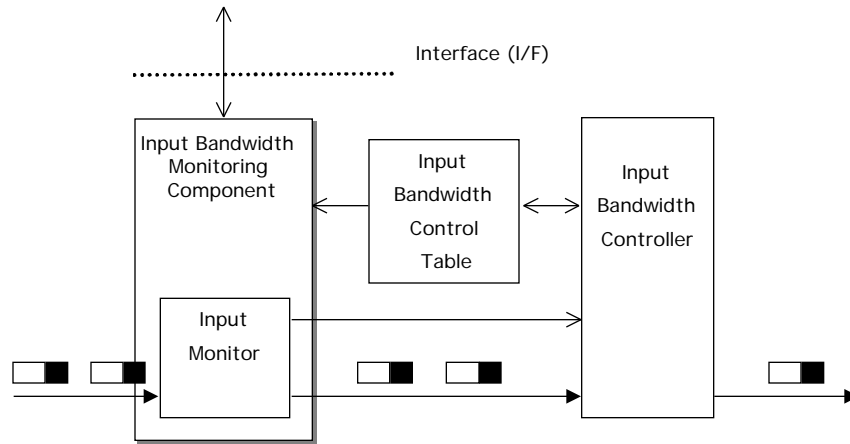 Interface (I/F)
Input Bandwidth
Monitoring
Component
Input
Bandwidth
Control
Table
Input
Bandwidth
Controller
Input
Monitor